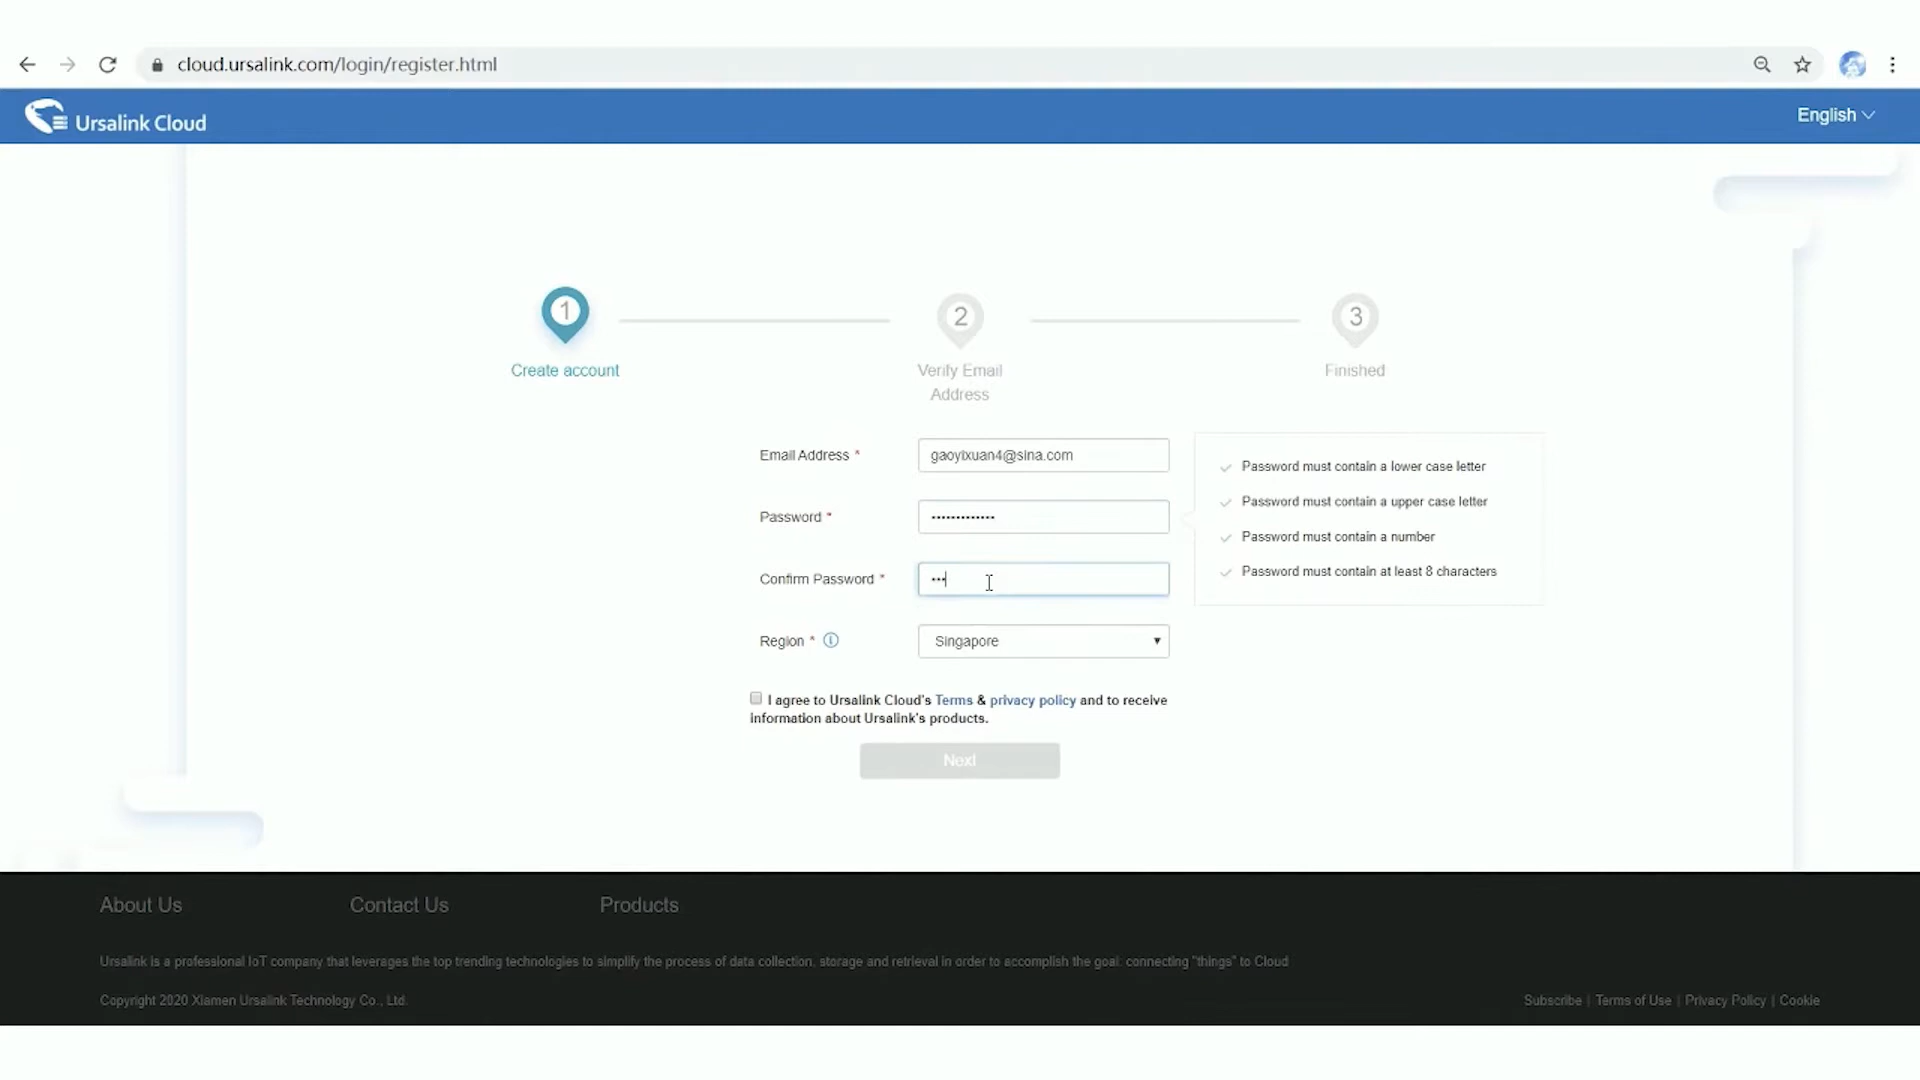 cloud.ursalink.com/login/register.html
Ursalink Cloud
English
1
2
3
Create account
Verify Email
Address
Finished
Email Address *
gaoyixuan4@sina.com
Password *
•••••••••••••
Confirm Password *
•••
Region *
Singapore
Password must contain a lower case letter
Password must contain a upper case letter
Password must contain a number
Password must contain at least 8 characters
I agree to Ursalink Cloud's Terms & privacy policy and to receive
information about Ursalink's products.
Next
About Us
Contact Us
Products
Ursalink is a professional IoT company that leverages the top trending technologies to simplify the process of data collection, storage and retrieval in order to accomplish the goal: connecting "things" to Cloud
Copyright 2020 Xiamen Ursalink Technology Co., Ltd.
Subscribe | Terms of Use | Privacy Policy | Cookie